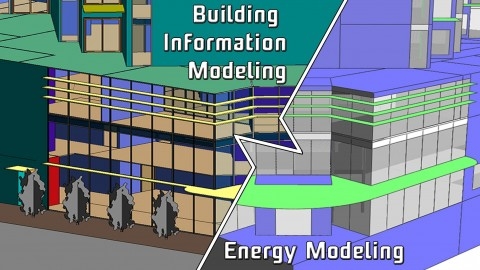 Building
Information
Modeling
Energy Modeling